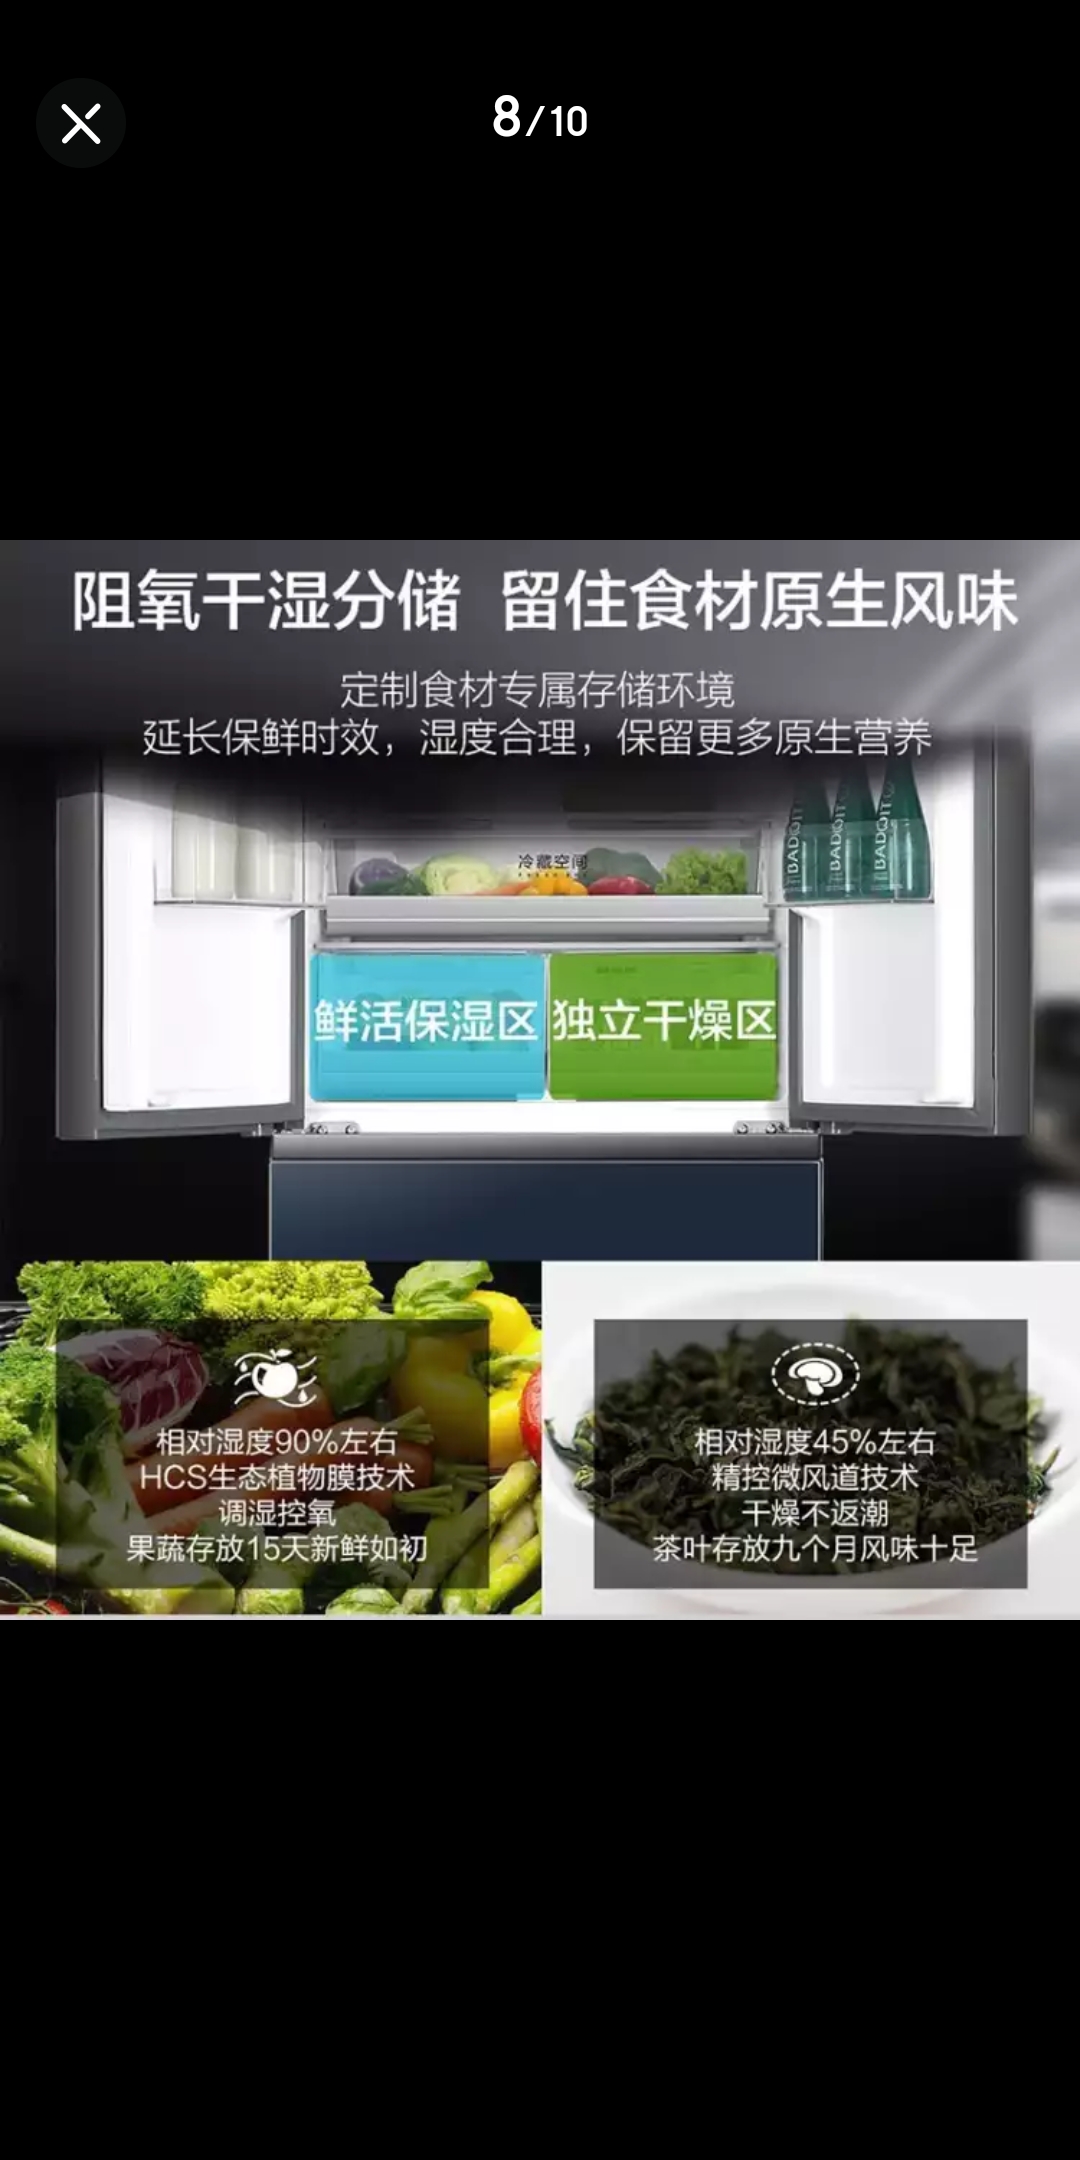 8/10
阻氧干湿分储 留住食材原生风味
定制食材专属存储环境
延长保鲜时效，湿度合理，保留更多原生营养
冷藏空间
BADOIT BADOIT BADOIT
鲜活保湿区 独立干燥区
相对湿度90%左右
HCS生态植物膜技术
调湿控氧
果蔬存放15天新鲜如初
相对湿度45%左右
精控微风道技术
干燥不返潮
茶叶存放九个月风味十足